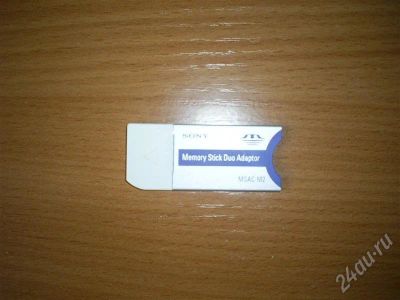 SONY
Memory Stick Duo Adaptor
MSAC-M2
24au.ru